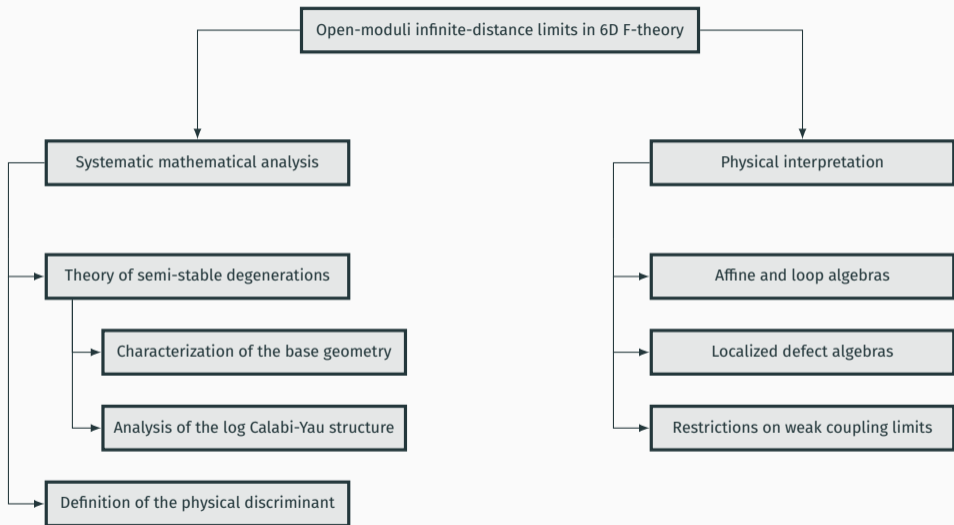 Open-moduli infinite-distance limits in 6D F-theory
Systematic mathematical analysis
Physical interpretation
Theory of semi-stable degenerations
Affine and loop algebras
Characterization of the base geometry
Localized defect algebras
Analysis of the log Calabi-Yau structure
Restrictions on weak coupling limits
Definition of the physical discriminant